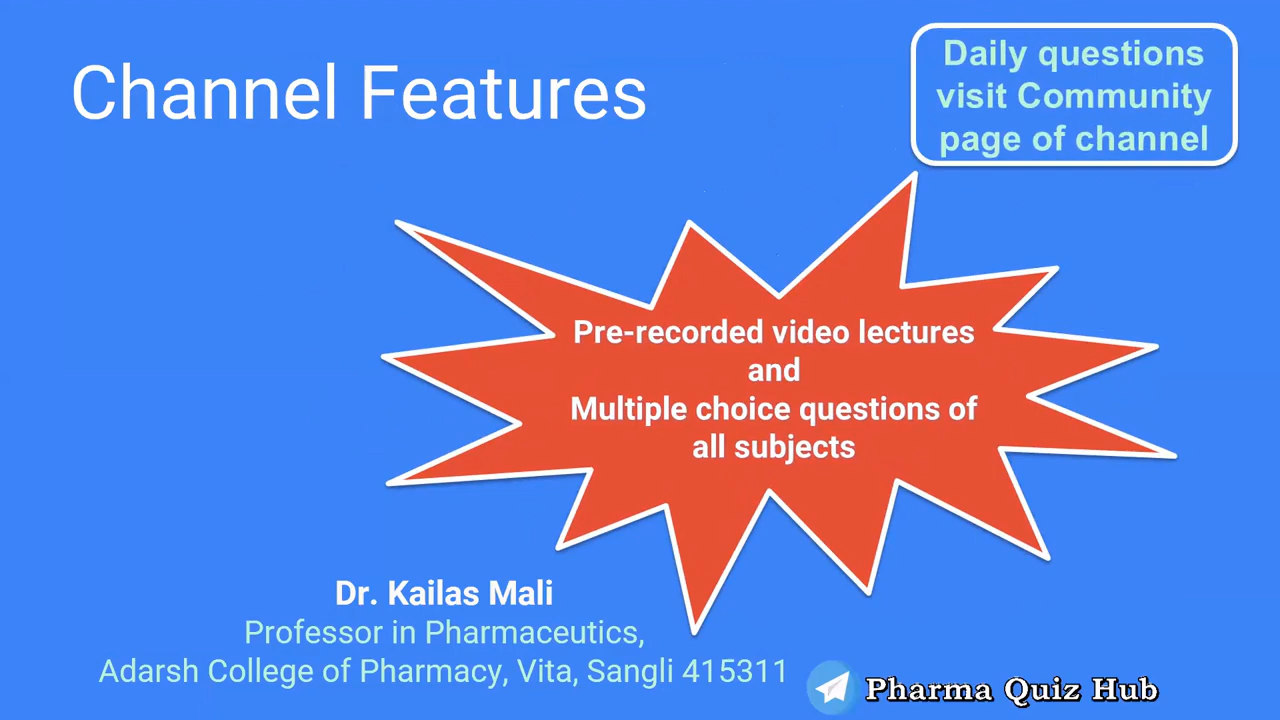 Channel Features
Daily questions
visit Community
page of channel
Pre-recorded video lectures
and
Multiple choice questions of
all subjects
Dr. Kailas Mali
Professor in Pharmaceutics,
Adarsh College of Pharmacy, Vita, Sangli 415311
Pharma Quiz Hub